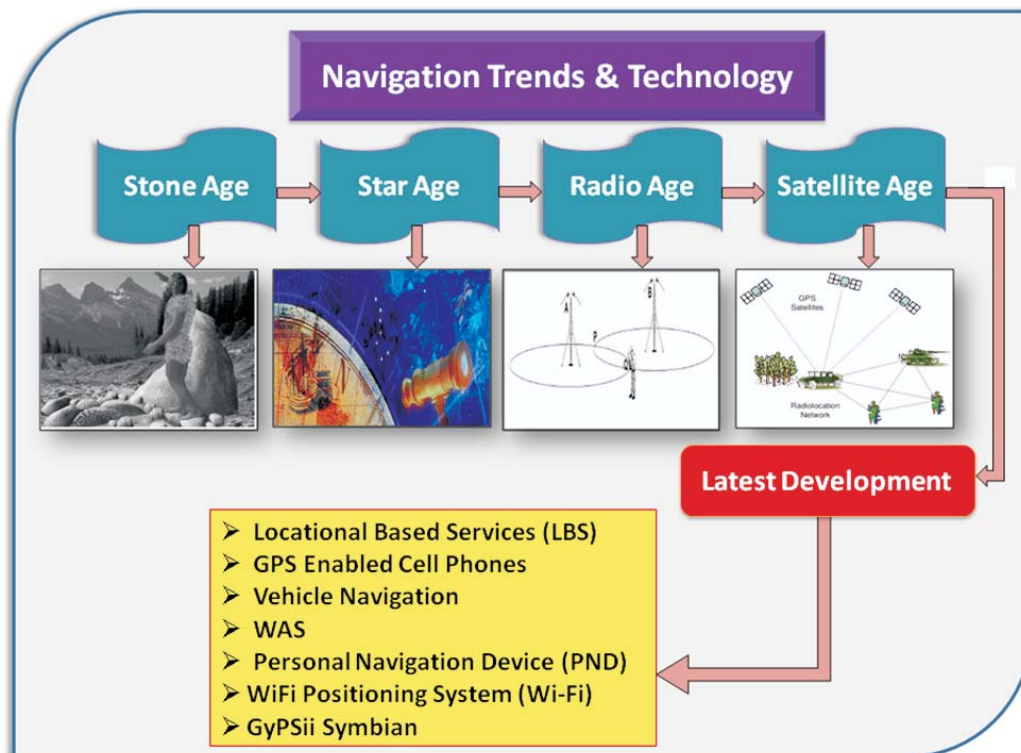 Navigation Trends & Technology
Stone Age
Star Age
Radio Age
Satellite Age
A
B
P
GPS
Satellites
Radiolocation
Network
Latest Development
➢ Locational Based Services (LBS)
➢ GPS Enabled Cell Phones
➢ Vehicle Navigation
➢ WAS
➢ Personal Navigation Device (PND)
➢ WiFi Positioning System (Wi-Fi)
➢ GyPSii Symbian